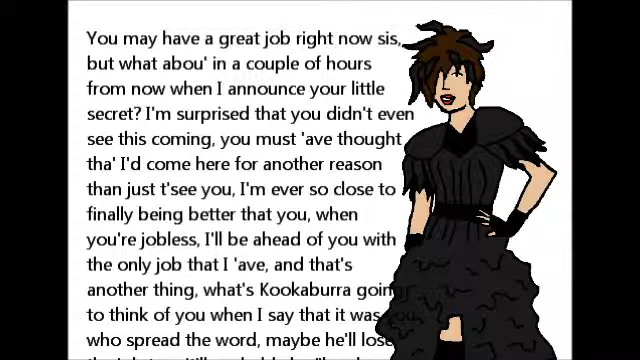 You may have a great job right now sis,
but what abou' in a couple of hours
from now when I announce your little
secret? I'm surprised that you didn't even
see this coming, you must 'ave thought
tha' I'd come here for another reason
than just t'see you, I'm ever so close to
finally being better that you, when
you're jobless, I'll be ahead of you with
the only job that I 'ave, and that's
another thing, what's Kookaburra going
to think of you when I say that it was you
who spread the word, maybe he'll lose